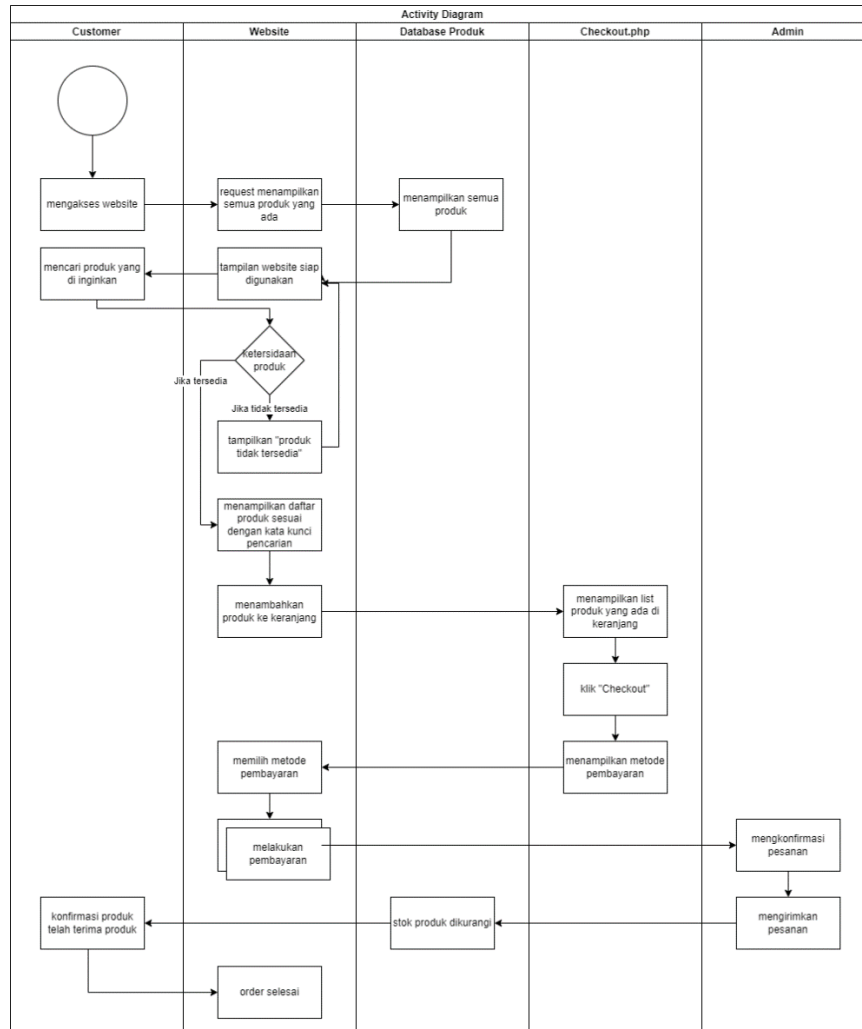 Activity Diagram
Customer
Website
Database Produk
Checkout.php
Admin
mengakses website
request menampilkan
semua produk yang
ada
menampilkan semua
produk
mencari produk yang
di inginkan
tampilan website siap
digunakan
ketersidaan
produk
Jika tersedia
Jika tidak tersedia
tampilkan "produk
tidak tersedia"
menampilkan daftar
produk sesuai
dengan kata kunci
pencarian
menambahkan
produk ke keranjang
menampilkan list
produk yang ada di
keranjang
klik "Checkout"
menampilkan metode
pembayaran
memilih metode
pembayaran
melakukan
pembayaran
mengkonfirmasi
pesanan
mengirimkan
pesanan
stok produk dikurangi
konfirmasi produk
telah terima produk
order selesai